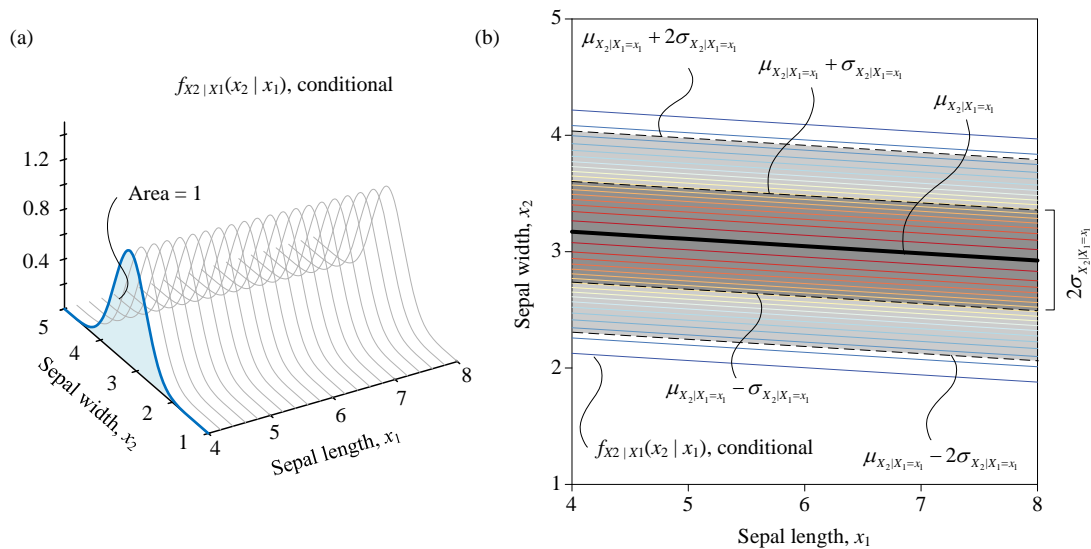 (a)
f_{X2 | X1}(x_2 | x_1), conditional
1.2
0.8
0.4
Area = 1
5
4
3
2
1
Sepal width, x_2
4
5
6
7
8
Sepal length, x_1
(b)
5
4
3
2
1
Sepal width, x_2
μ_{X_2|X_1=x_1} + 2σ_{X_2|X_1=x_1}
μ_{X_2|X_1=x_1} + σ_{X_2|X_1=x_1}
μ_{X_2|X_1=x_1}
2σ_{X_2|X_1=x_1}
μ_{X_2|X_1=x_1} − σ_{X_2|X_1=x_1}
f_{X2 | X1}(x_2 | x_1), conditional
μ_{X_2|X_1=x_1} − 2σ_{X_2|X_1=x_1}
4
5
6
7
8
Sepal length, x_1